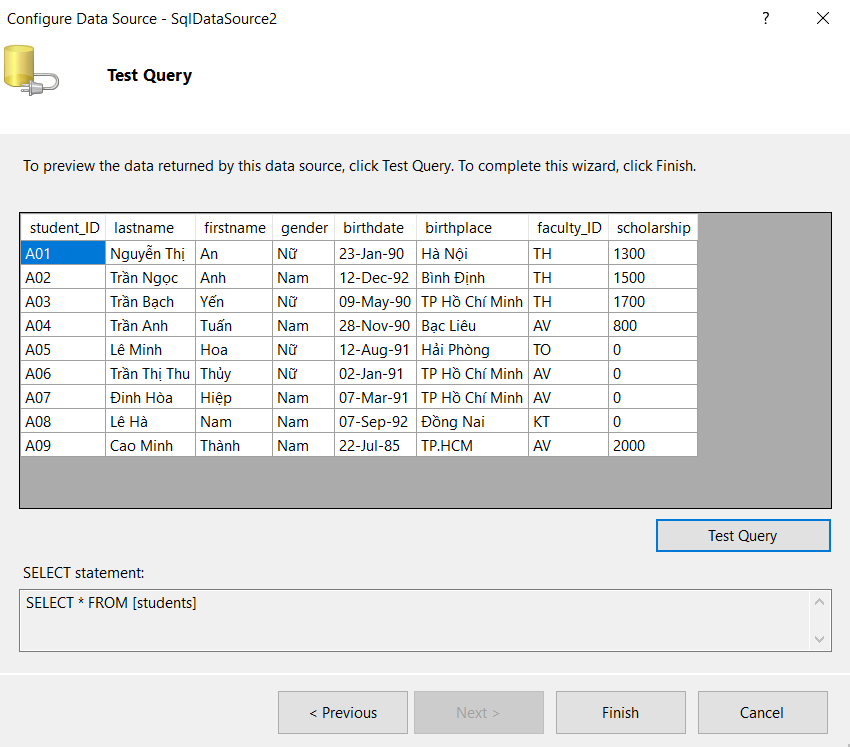 Configure Data Source - SqlDataSource2 ?
Test Query
To preview the data returned by this data source, click Test Query. To complete this wizard, click Finish.
student_ID lastname firstname gender birthdate birthplace faculty_ID scholarship
A01 Nguyễn Thị An Nữ 23-Jan-90 Hà Nội TH 1300
A02 Trần Ngọc Anh Nam 12-Dec-92 Bình Định TH 1500
A03 Trần Bạch Yến Nữ 09-May-90 TP Hồ Chí Minh TH 1700
A04 Trần Anh Tuấn Nam 28-Nov-90 Bạc Liêu AV 800
A05 Lê Minh Hoa Nữ 12-Aug-91 Hải Phòng TO 0
A06 Trần Thị Thu Thủy Nữ 02-Jan-91 TP Hồ Chí Minh AV 0
A07 Đinh Hòa Hiệp Nam 07-Mar-91 TP Hồ Chí Minh AV 0
A08 Lê Hà Nam Nam 07-Sep-92 Đồng Nai KT 0
A09 Cao Minh Thành Nam 22-Jul-85 TP.HCM AV 2000
Test Query
SELECT statement:
SELECT * FROM [students]
< Previous Next > Finish Cancel